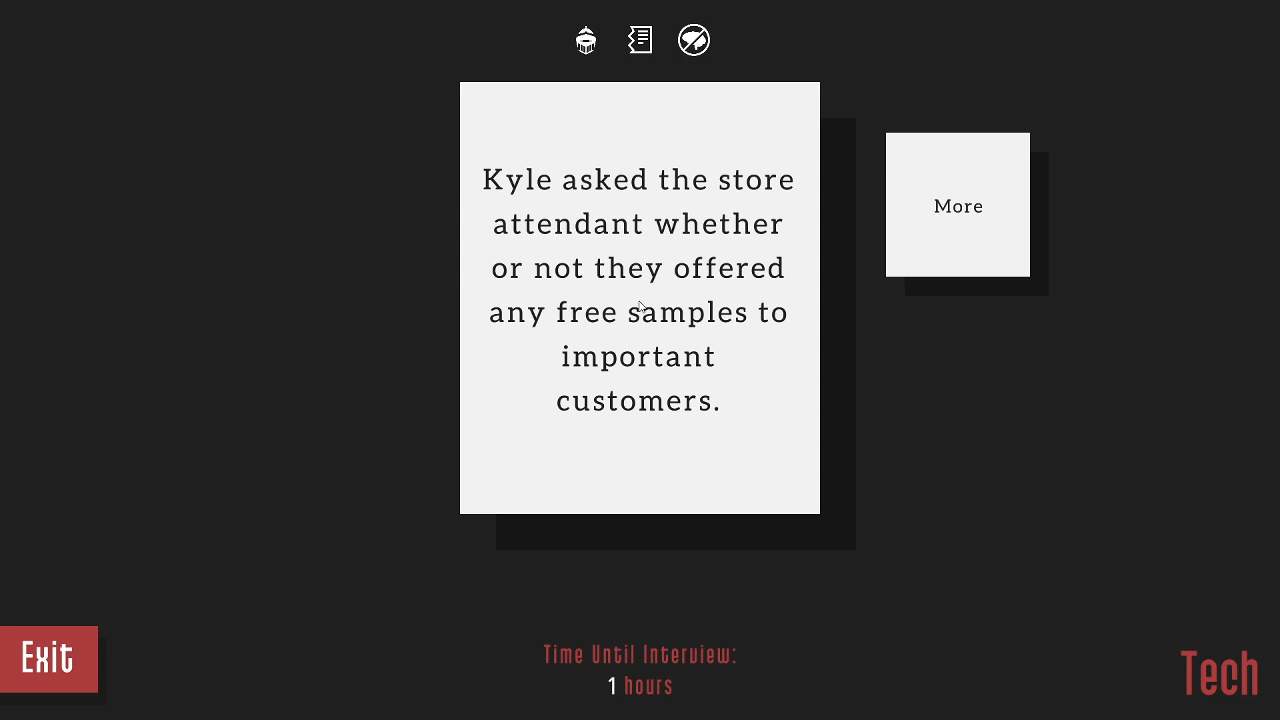 Kyle asked the store
attendant whether
or not they offered
any free samples to
important
customers.
More
Exit
Time Until Interview:
1 hours
Tech